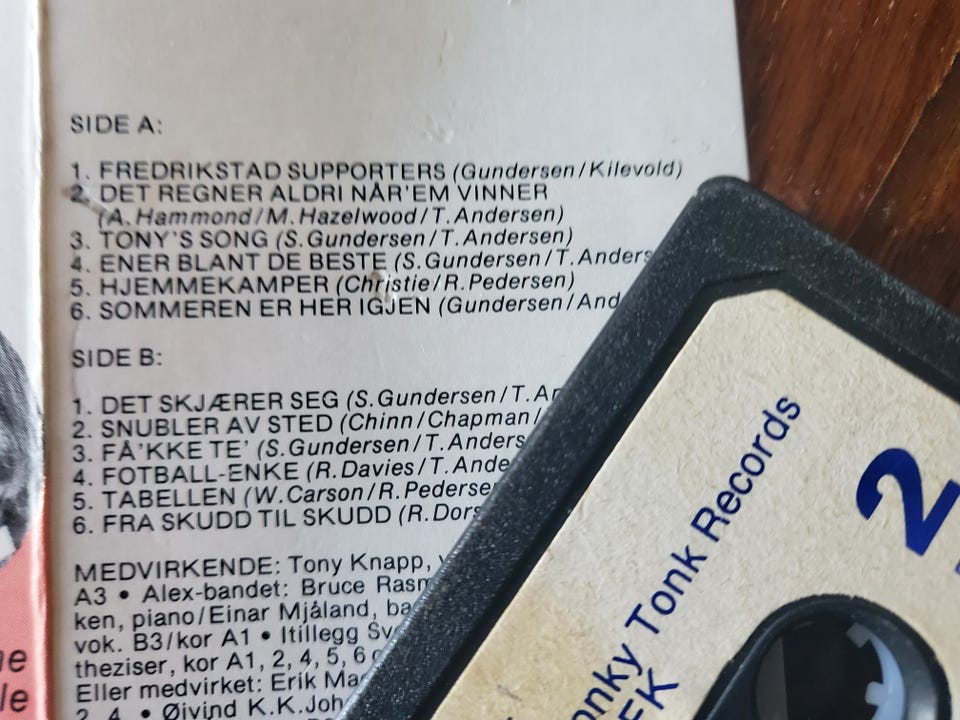 SIDE A:
1. FREDRIKSTAD SUPPORTERS (Gundersen/Kilevold)
2. DET REGNER ALDRI NÅR'EM VINNER
(A.Hammond/M.Hazelwood/T.Andersen)
3. TONY'S SONG (S.Gundersen/T.Andersen)
4. ENER BLANT DE BESTE (S.Gundersen/T.Anders
5. HJEMMEKAMPER (Christie/R.Pedersen)
6. SOMMEREN ER HER IGJEN (Gundersen/And
SIDE B:
1. DET SKJÆRER SEG (S.Gundersen/T.An
2. SNUBLER AV STED (Chinn/Chapman/
3. FÅ'KKE TE' (S.Gundersen/T.Anders
4. FOTBALL-ENKE (R.Davies/T.Ande
5. TABELLEN (W.Carson/R.Pederse
6. FRA SKUDD TIL SKUDD (R.Dors
MEDVIRKENDE: Tony Knapp, v
A3 • Alex-bandet: Bruce Rasm
ken, piano/Einar Mjåland, ba
vok. B3/kor A1 • Itillegg Sv
theziser, kor A1, 2, 4, 5, 6
Eller medvirket: Erik Ma
2, 4. • Øivind K.K.Joh
onky Tonk Records
FK
2